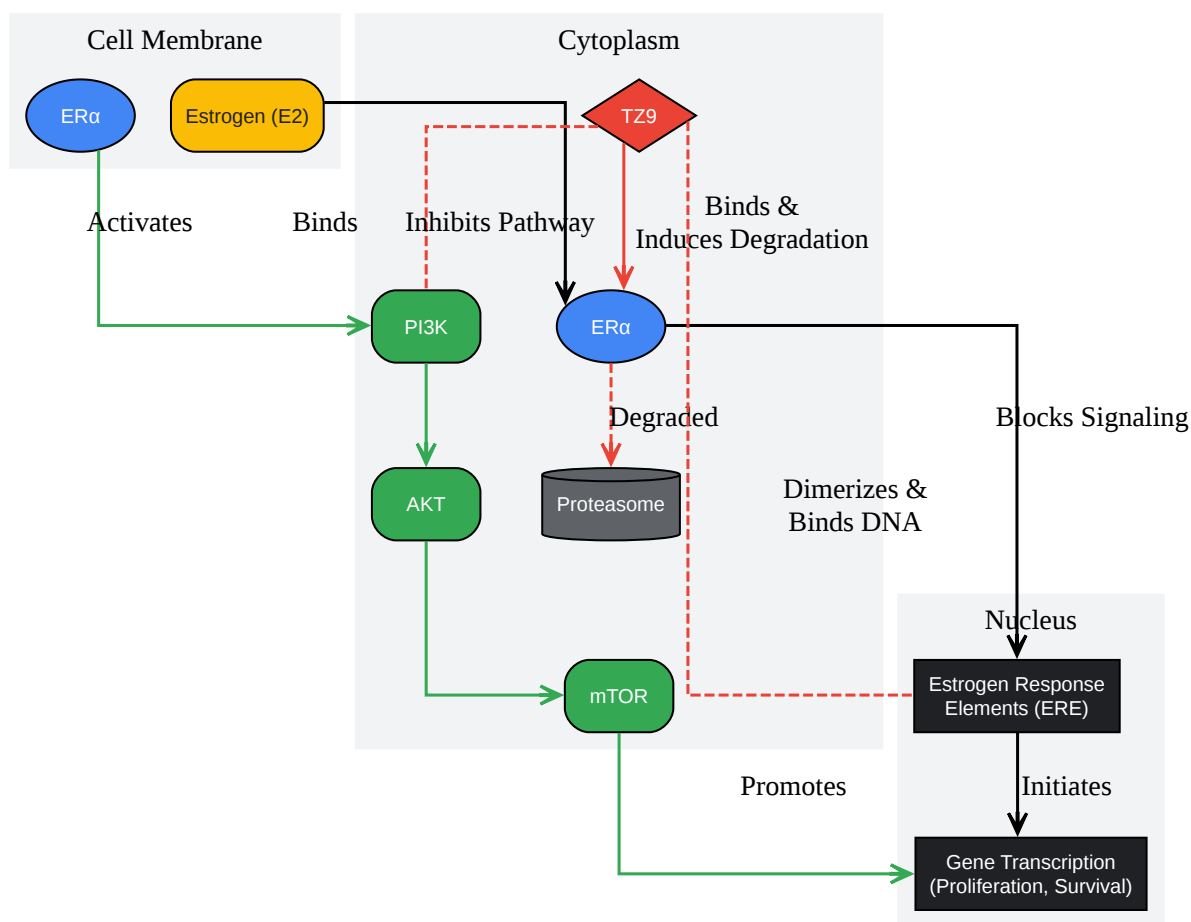 Cell Membrane
Cytoplasm
ERα
Estrogen (E2)
TZ9
Activates
Binds
Inhibits Pathway
Binds &
Induces Degradation
PI3K
ERα
Degraded
Blocks Signaling
AKT
Proteasome
Dimerizes &
Binds DNA
Nucleus
mTOR
Estrogen Response
Elements (ERE)
Promotes
Initiates
Gene Transcription
(Proliferation, Survival)